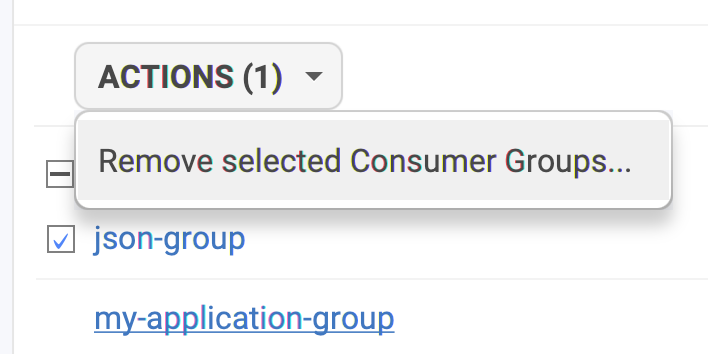 ACTIONS (1)
Remove selected Consumer Groups...
json-group
my-application-group